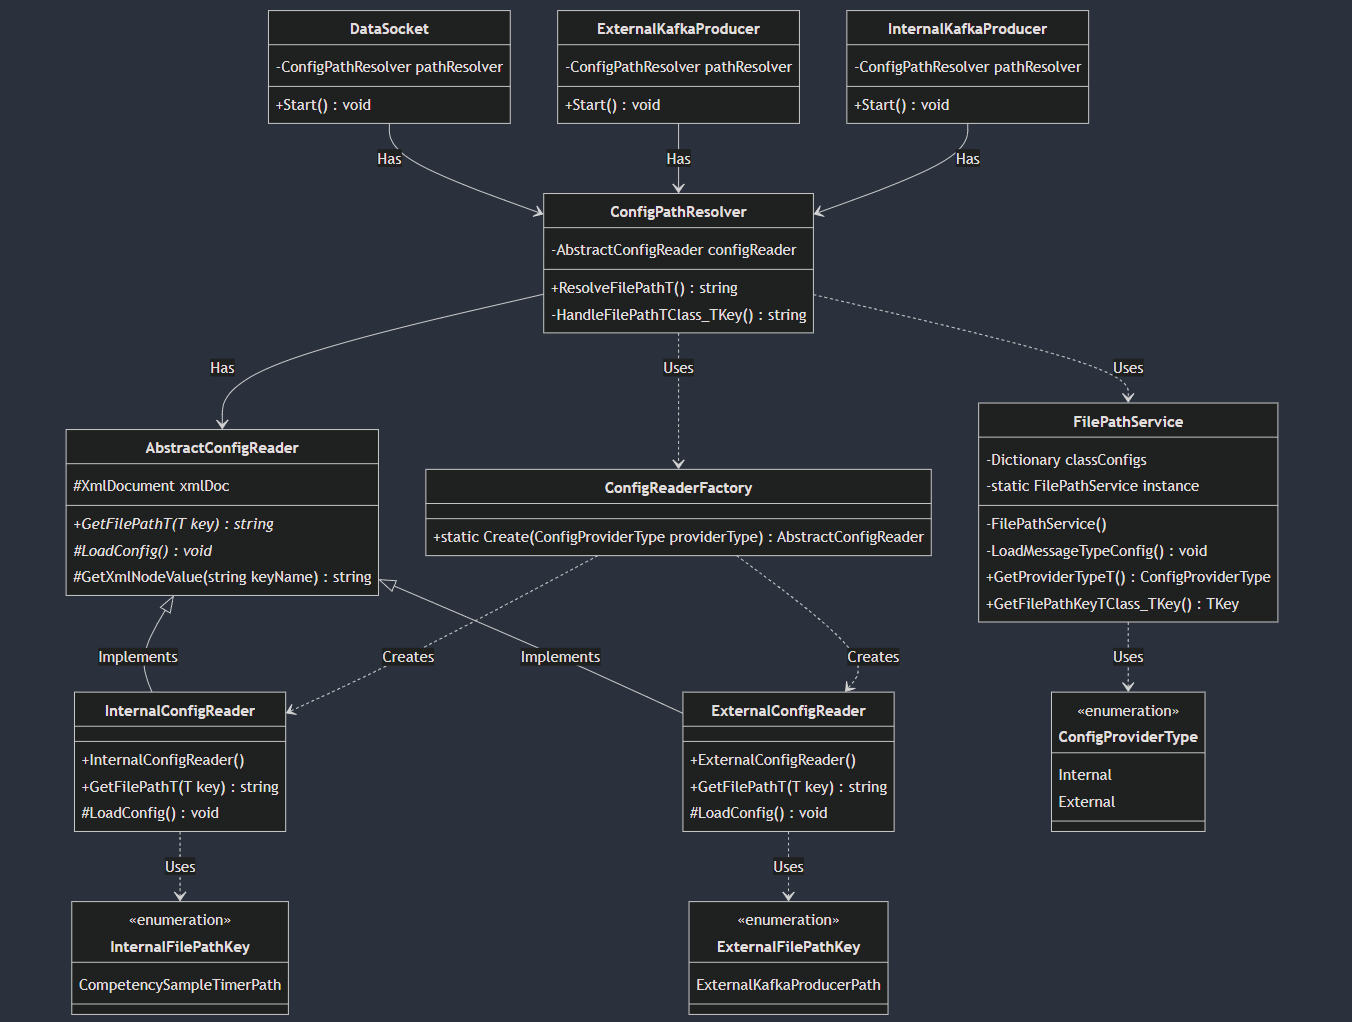 DataSocket
-ConfigPathResolver pathResolver
+Start() : void
ExternalKafkaProducer
-ConfigPathResolver pathResolver
+Start() : void
InternalKafkaProducer
-ConfigPathResolver pathResolver
+Start() : void
Has
Has
Has
ConfigPathResolver
-AbstractConfigReader configReader
+ResolveFilePathT() : string
-HandleFilePathTClass_TKey() : string
Has
Uses
Uses
AbstractConfigReader
#XmlDocument xmlDoc
+GetFilePathT(T key) : string
#LoadConfig() : void
#GetXmlNodeValue(string keyName) : string
ConfigReaderFactory
+static Create(ConfigProviderType providerType) : AbstractConfigReader
FilePathService
-Dictionary classConfigs
-static FilePathService instance
-FilePathService()
-LoadMessageTypeConfig() : void
+GetProviderTypeT() : ConfigProviderType
+GetFilePathKeyTClass_TKey() : TKey
Implements
Creates
Implements
Creates
Uses
InternalConfigReader
+InternalConfigReader()
+GetFilePathT(T key) : string
#LoadConfig() : void
ExternalConfigReader
+ExternalConfigReader()
+GetFilePathT(T key) : string
#LoadConfig() : void
«enumeration»
ConfigProviderType
Internal
External
Uses
Uses
«enumeration»
InternalFilePathKey
CompetencySampleTimerPath
«enumeration»
ExternalFilePathKey
ExternalKafkaProducerPath